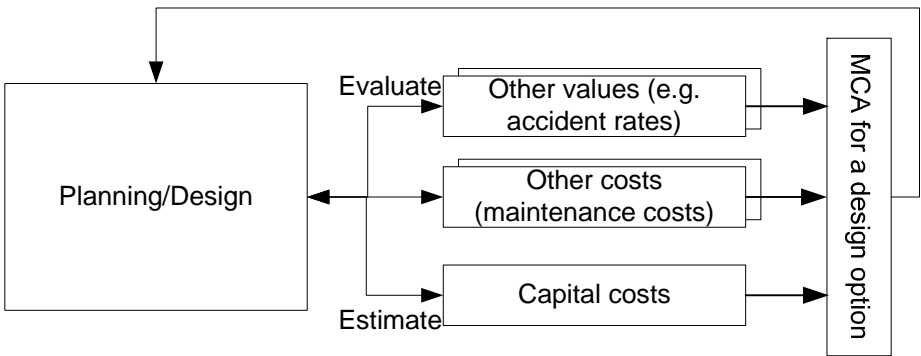 Evaluate
Other values (e.g.
accident rates)
Planning/Design
Other costs
(maintenance costs)
Capital costs
Estimate
MCA for a design option